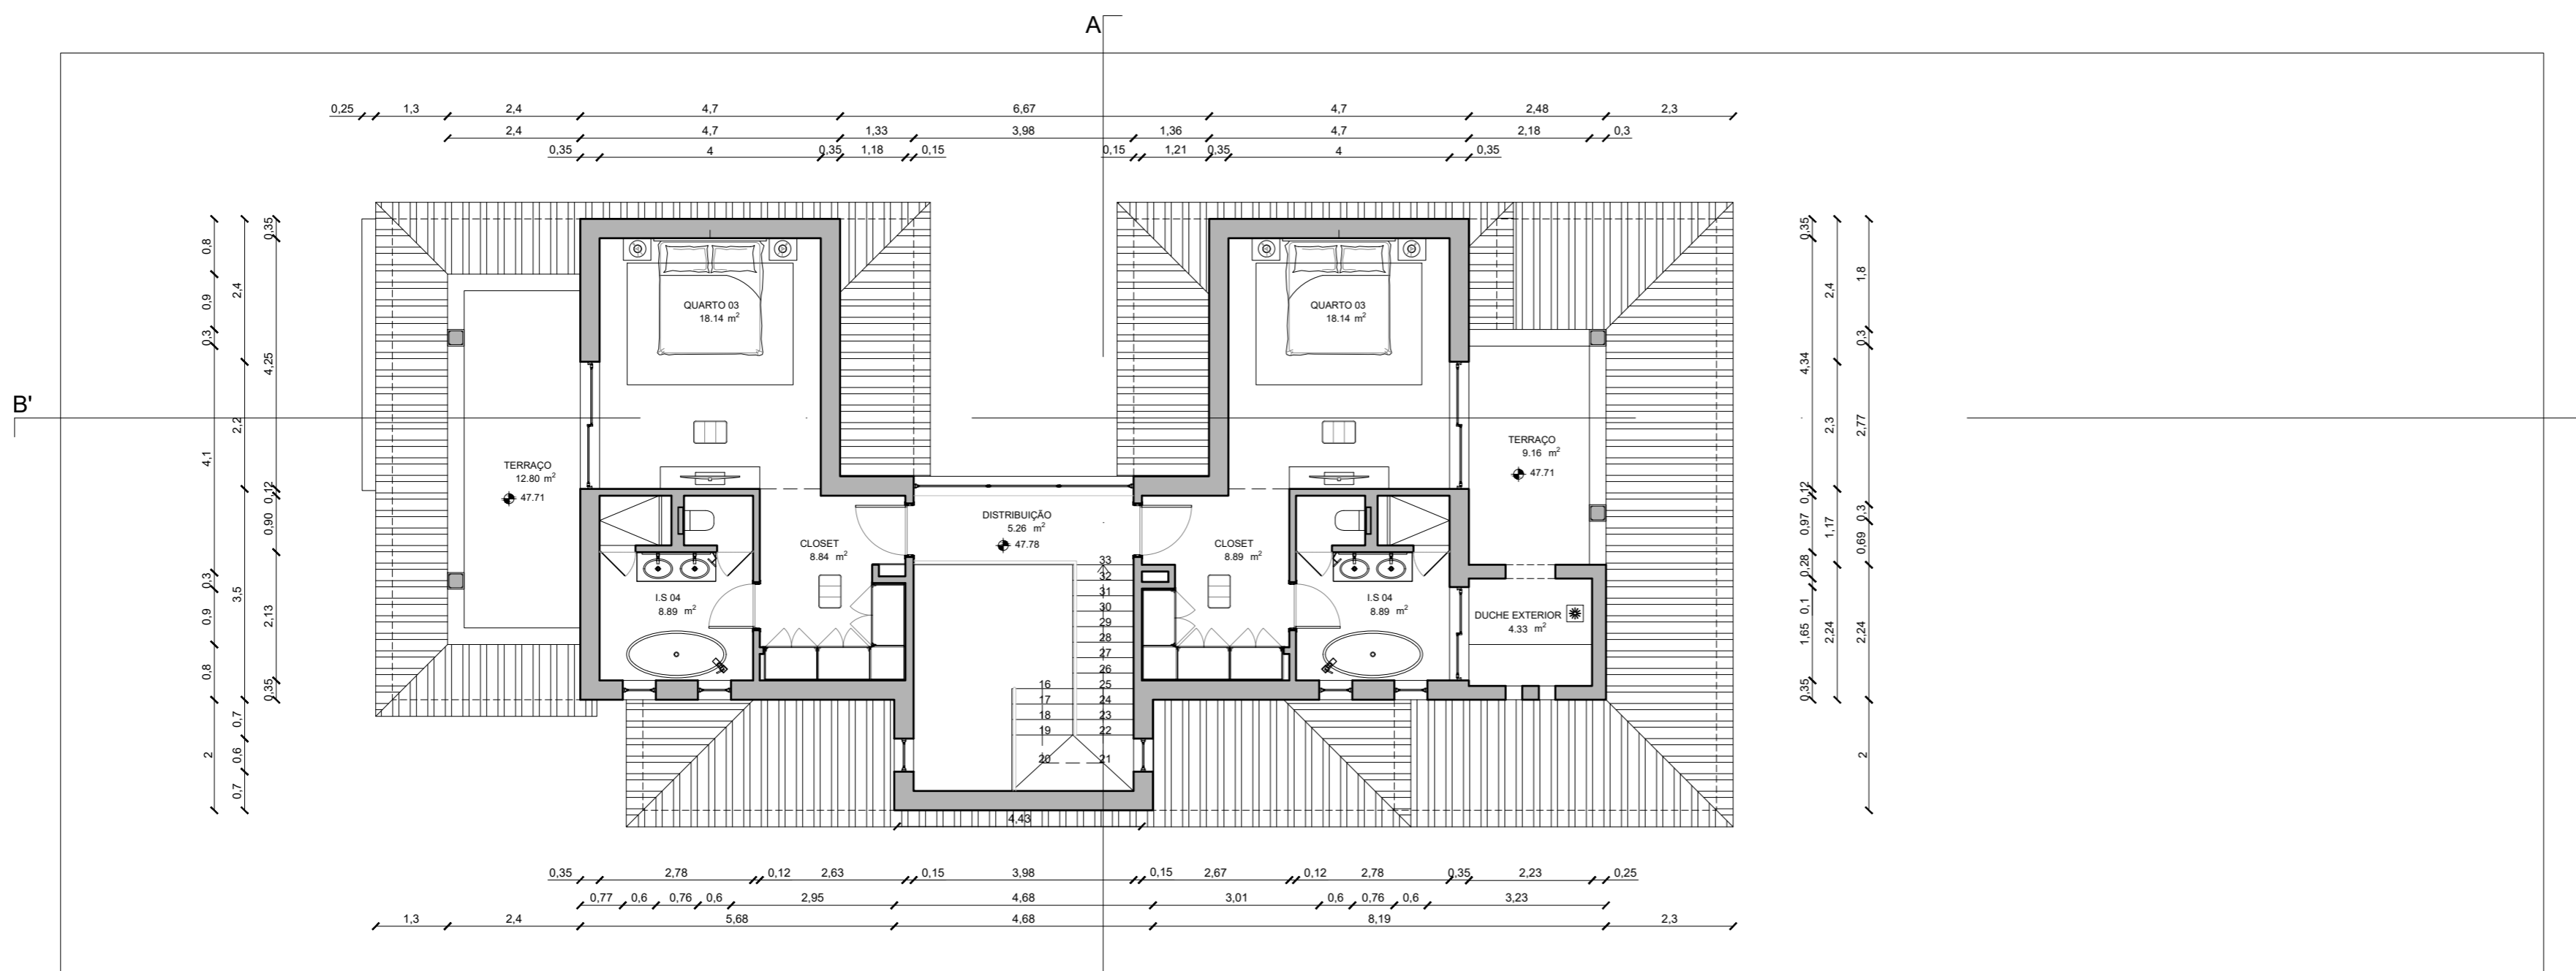 A
0,25 1,3 2,4 4,7 6,67 4,7 2,48 2,3
2,4 4,7 1,33 3,98 1,36 4,7 2,18 0,3
0,35 4 0,35 1,18 0,15 0,15 1,21 0,35 4 0,35
B'
0,8
0,9
0,3
4,1
0,3
0,9
0,8
2
2,4
2,2
3,5
0,7
0,6
0,7
0,35
4,25
0,12
0,90
2,13
0,35
QUARTO 03
18.14 m²
TERRAÇO
12.80 m²
47.71
I.S 04
8.89 m²
CLOSET
8.84 m²
DISTRIBUIÇÃO
5.26 m²
47.78
33
32
31
30
29
28
27
26
16 25
17 24
18 23
19 22
20 21
4,43
QUARTO 03
18.14 m²
CLOSET
8.89 m²
I.S 04
8.89 m²
TERRAÇO
9.16 m²
47.71
DUCHE EXTERIOR
4.33 m²
0,35
4,34
0,12
0,97
0,28
0,1
1,65
0,35
2,4
2,3
1,17
2,24
1,8
0,3
2,77
0,3
0,69
2,24
2
0,35 2,78 0,12 2,63 0,15 3,98 0,15 2,67 0,12 2,78 0,35 2,23 0,25
0,77 0,6 0,76 0,6 2,95 4,68 3,01 0,6 0,76 0,6 3,23
1,3 2,4 5,68 4,68 8,19 2,3